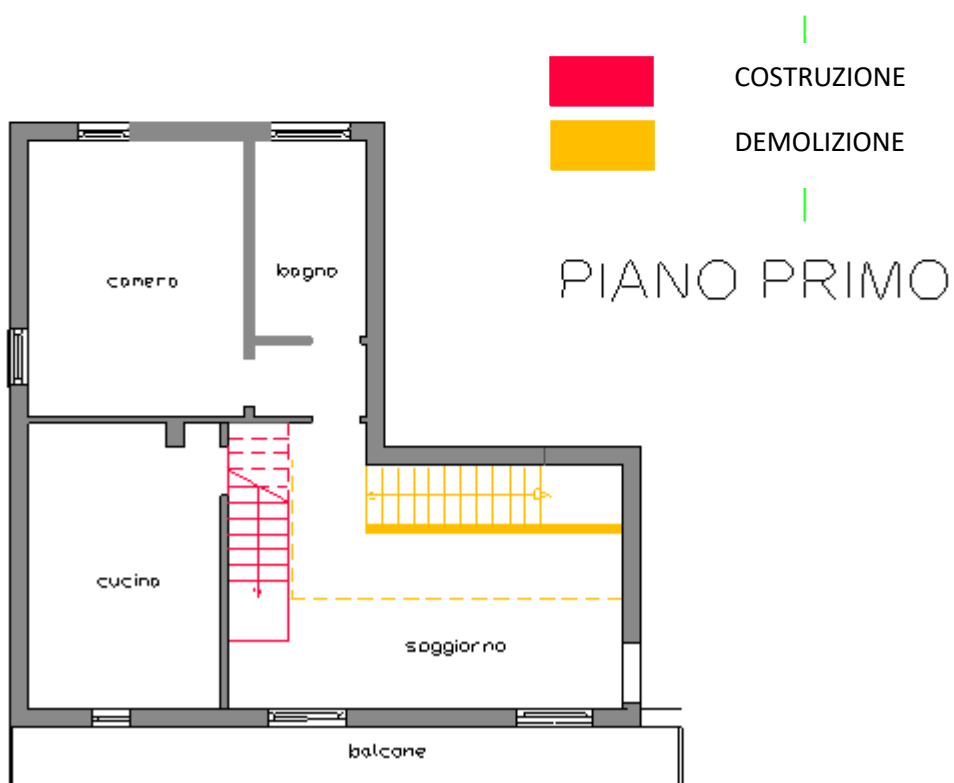 COSTRUZIONE
DEMOLIZIONE
PIANO PRIMO
camera
bagno
cucina
soggiorno
balcone